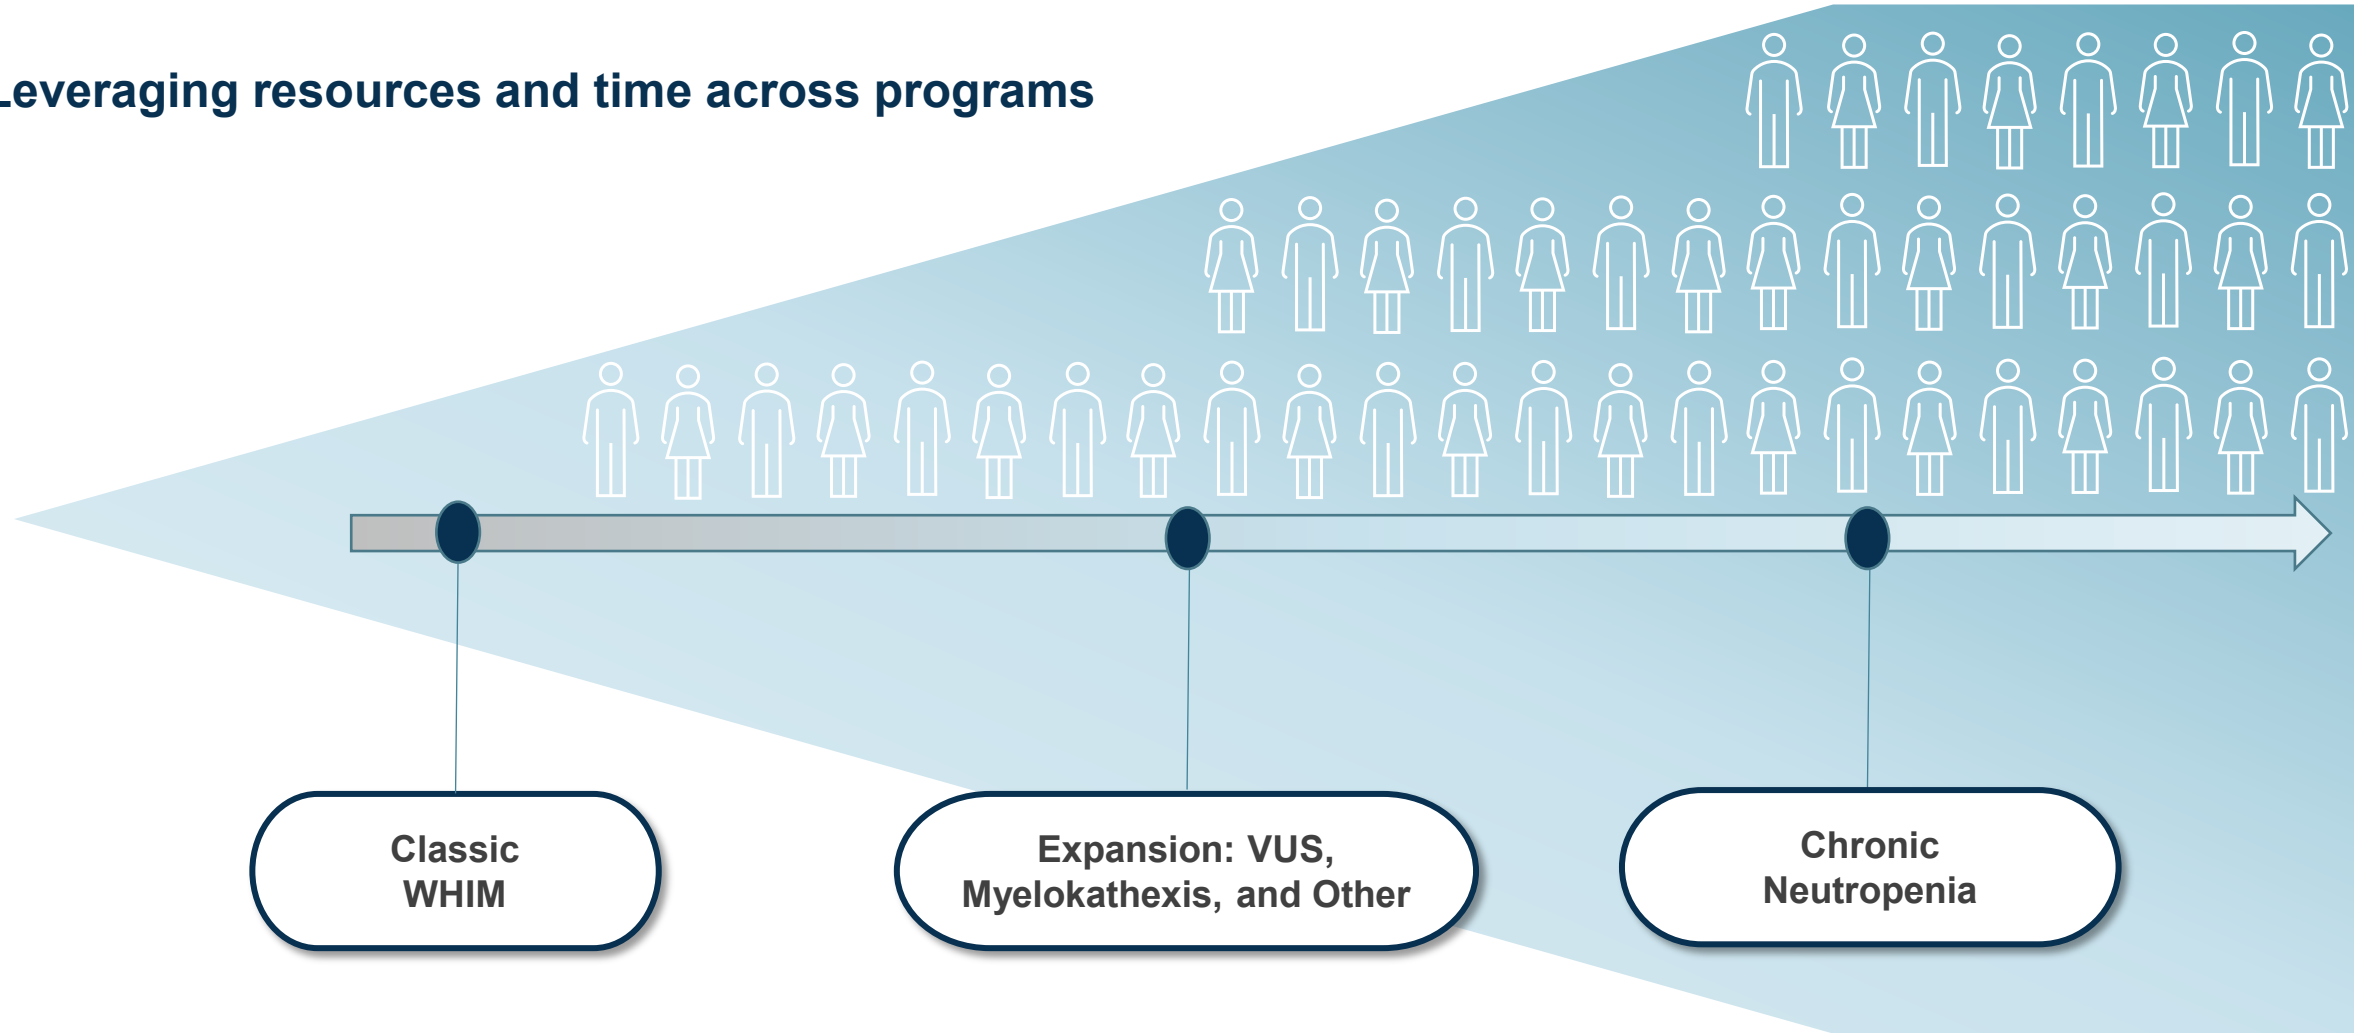 Leveraging resources and time across programs
Classic
WHIM
Expansion: VUS,
Myelokathexis, and Other
Chronic
Neutropenia